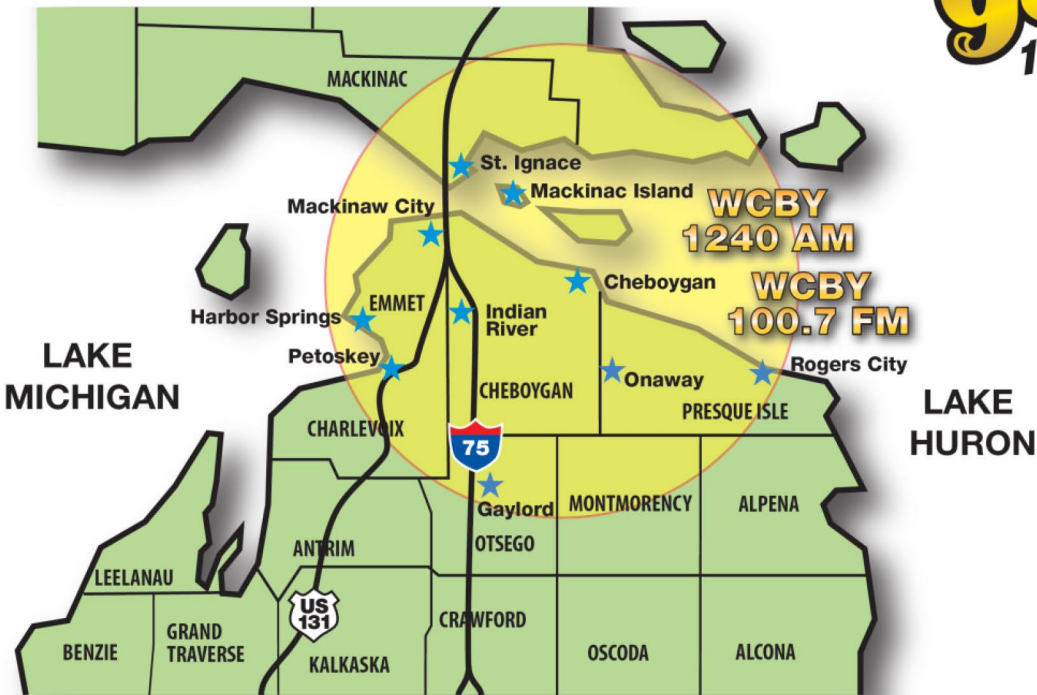 MACKINAC
St. Ignace
Mackinac Island
Mackinaw City
WCBY
1240 AM
Cheboygan
WCBY
100.7 FM
EMMET
Harbor Springs
Indian
River
Petoskey
LAKE
MICHIGAN
CHEBOYGAN
Onaway
Rogers City
PRESQUE ISLE
LAKE
HURON
CHARLEVOIX
75
Gaylord
MONTMORENCY
ALPENA
OTSEGO
ANTRIM
LEELANAU
US
131
CRAWFORD
BENZIE
GRAND
TRAVERSE
KALKASKA
OSCODA
ALCONA